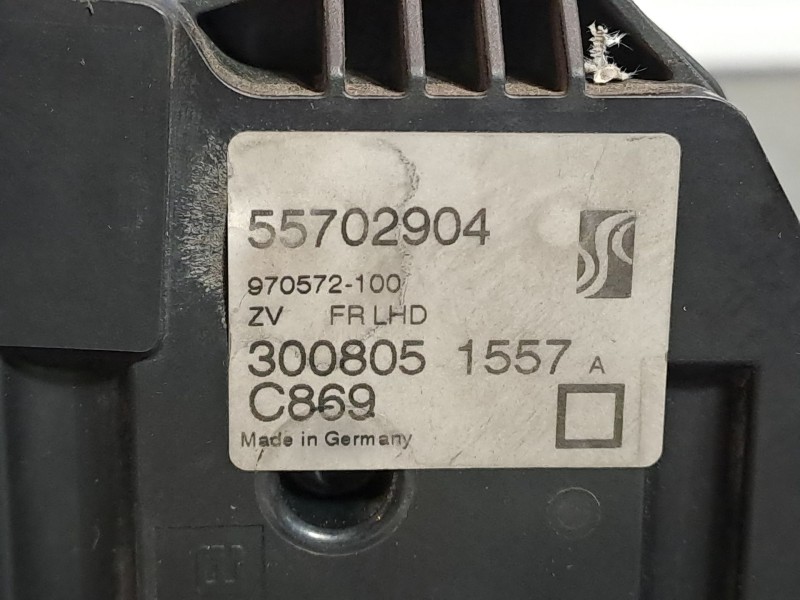 55702904
970572-100
ZV FR LHD
300805 1557 A
C869
Made in Germany